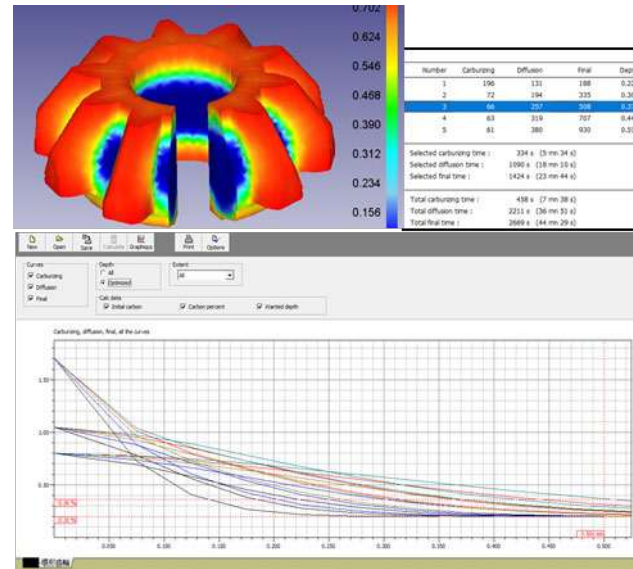 0.702
0.624
0.546
0.468
0.390
0.312
0.234
0.156
Number Carburizing Diffusion Final
1 196 131 188
2 72 194 335
3 66 257 508
4 63 319 707
5 61 380 930
Selected carburizing time : 334 s (5 mn 34 s)
Selected diffusion time : 1090 s (18 mn 10 s)
Selected final time : 1424 s (23 mn 44 s)
Total carburizing time : 458 s (7 mn 38 s)
Total diffusion time : 2211 s (36 mn 51 s)
Total final time : 2669 s (44 mn 29 s)
New Open Save Calculate Graphics Print Options
Curves Depth Extent
Carburizing All All
Diffusion Optimized
Final Calc data
Initial carbon Carbon percent Wanted depth
Carburizing, diffusion, final, all the curves
1.50
1.00
0.50
0.050 0.100 0.150 0.200 0.250 0.300 0.350 0.400 0.450 0.500